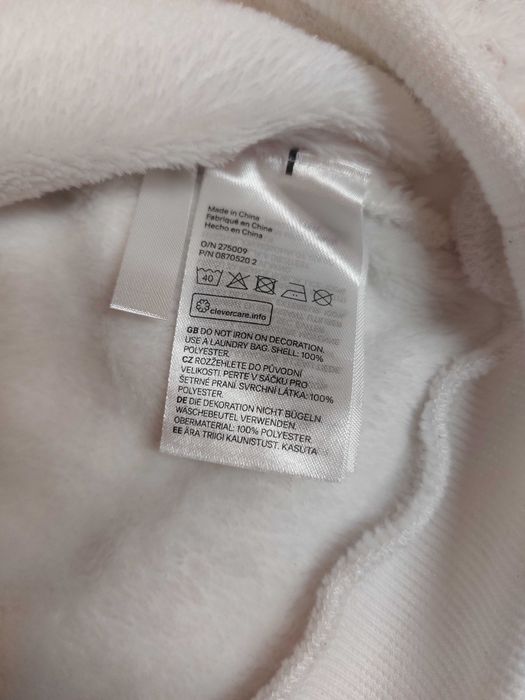 Made in China
Fabriqué en Chine
Hecho en China
O/N 275009
P/N 0870520 2
40
clevercare.info
GB DO NOT IRON ON DECORATION.
USE A LAUNDRY BAG. SHELL: 100%
POLYESTER.
CZ ROZŽEHLETE DO PŮVODNÍ
VELIKOSTI. PERTE V SÁČKU PRO
ŠETRNÉ PRANÍ SVRCHNÍ LÁTKA: 100%
POLYESTER.
DE DIE DEKORATION NICHT BÜGELN.
WÄSCHEBEUTEL VERWENDEN.
OBERMATERIAL: 100% POLYESTER.
EE ÄRA TRIIGI KAUNISTUST. KASUTA